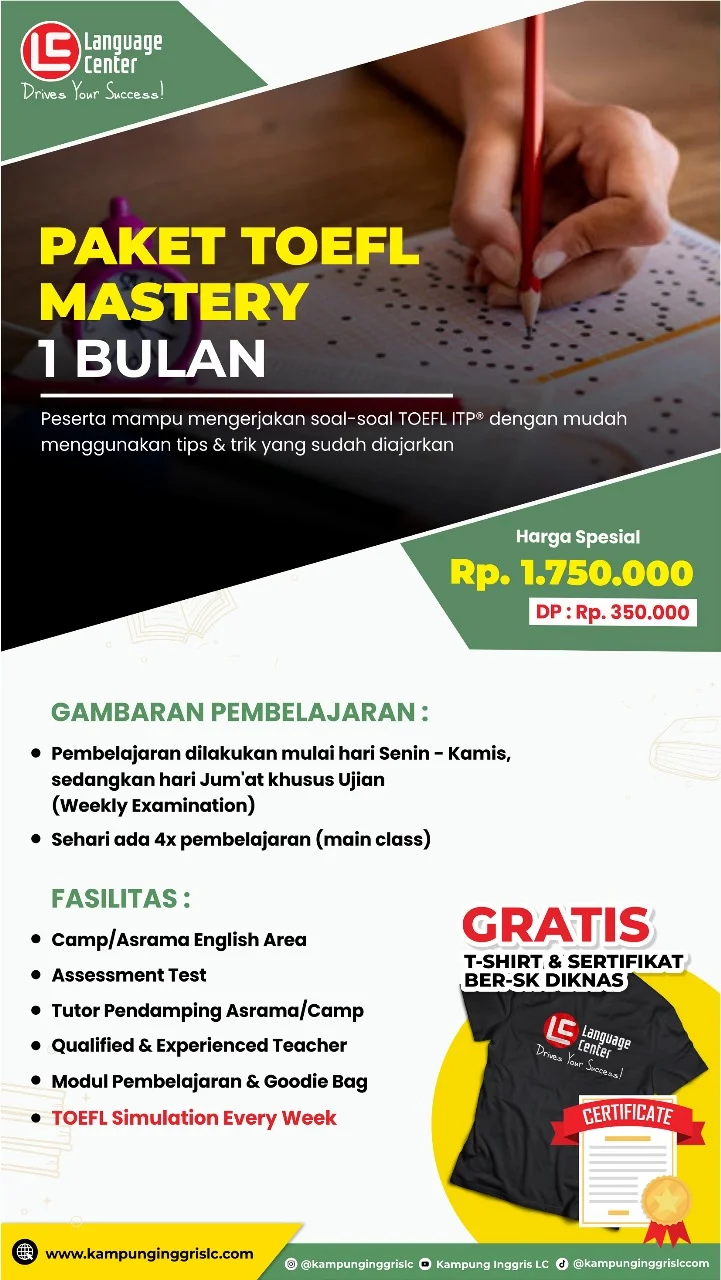 LC Language
Center
Drives Your Success!
PAKET TOEFL
MASTERY
1 BULAN
Peserta mampu mengerjakan soal-soal TOEFL ITP® dengan mudah
menggunakan tips & trik yang sudah diajarkan
Harga Spesial
Rp. 1.750.000
DP : Rp. 350.000
GAMBARAN PEMBELAJARAN :
• Pembelajaran dilakukan mulai hari Senin - Kamis,
sedangkan hari Jum'at khusus Ujian
(Weekly Examination)
• Sehari ada 4x pembelajaran (main class)
FASILITAS :
• Camp/Asrama English Area
• Assessment Test
• Tutor Pendamping Asrama/Camp
• Qualified & Experienced Teacher
• Modul Pembelajaran & Goodie Bag
• TOEFL Simulation Every Week
GRATIS
T-SHIRT & SERTIFIKAT
BER-SK DIKNAS
LC Language
Center
Drives Your Success!
CERTIFICATE
www.kampunginggrislc.com
@kampunginggrislc Kampung Inggris LC @kampunginggrislccom